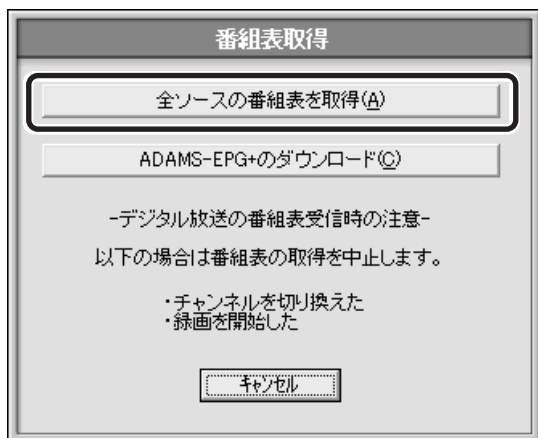 番組表取得
全ソースの番組表を取得(A)
ADAMS-EPG+のダウンロード(C)
-デジタル放送の番組表受信時の注意-
以下の場合は番組表の取得を中止します。
・チャンネルを切り換えた
・録画を開始した
キャンセル